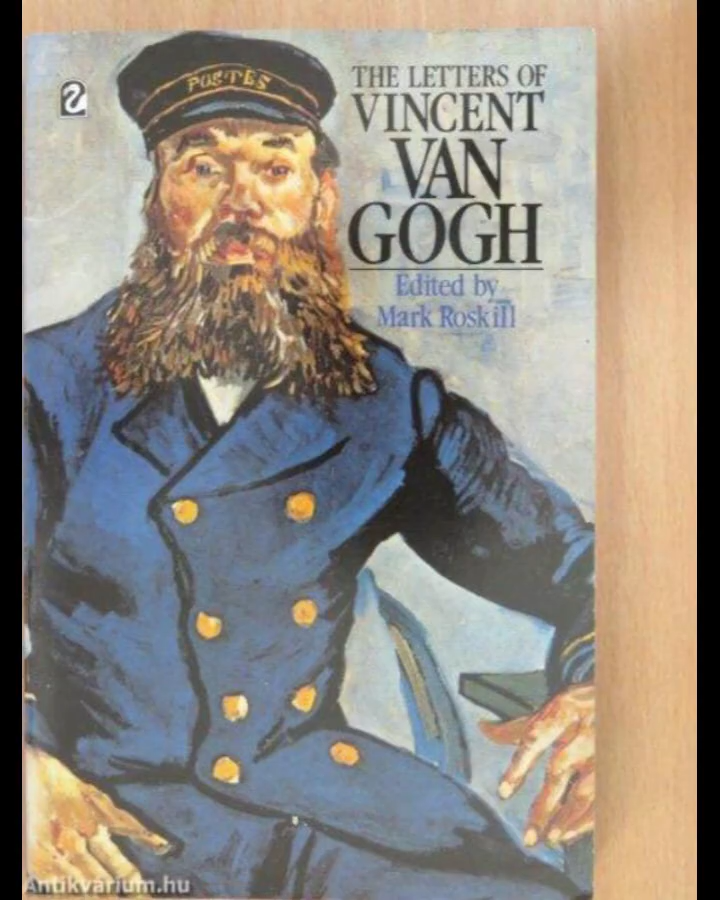 POSTES
THE LETTERS OF
VINCENT
VAN
GOGH
Edited by
Mark Roskill
Antikvarium.hu